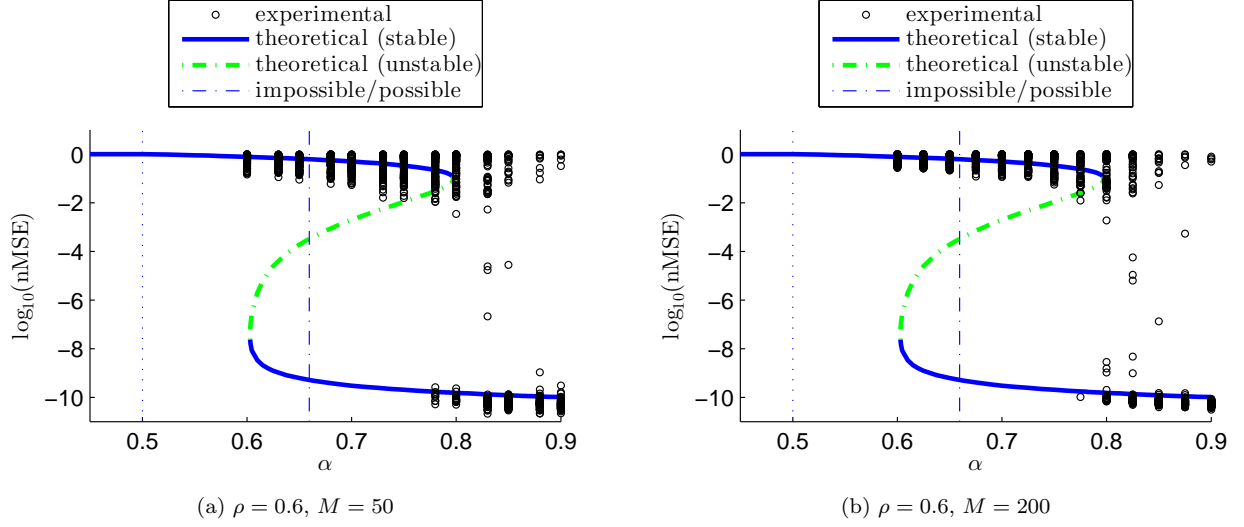 experimental
theoretical (stable)
theoretical (unstable)
impossible/possible
0
−2
−4
−6
−8
−10
log₁₀(nMSE)
0.5 0.6 0.7 0.8 0.9
α
(a) ρ = 0.6, M = 50
experimental
theoretical (stable)
theoretical (unstable)
impossible/possible
0
−2
−4
−6
−8
−10
log₁₀(nMSE)
0.5 0.6 0.7 0.8 0.9
α
(b) ρ = 0.6, M = 200